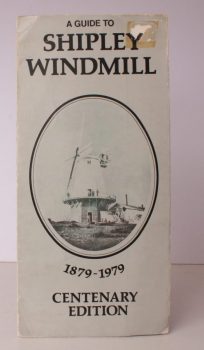 A GUIDE TO
SHIPLEY
WINDMILL
1879~1979
CENTENARY
EDITION